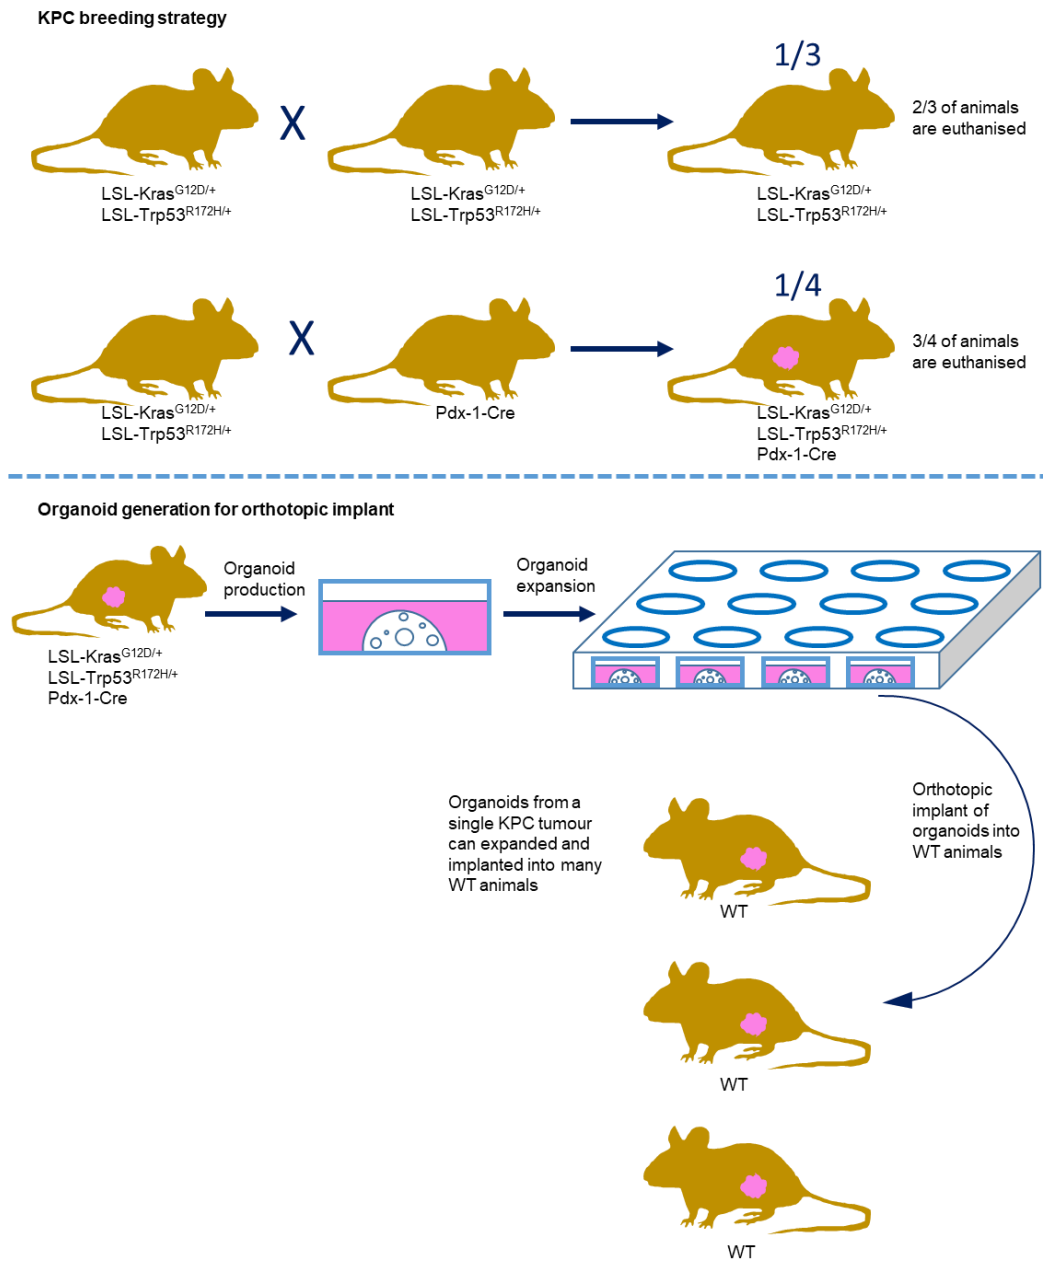 KPC breeding strategy
1/3
X
2/3 of animals
are euthanised
LSL-Kras^G12D/+
LSL-Trp53^R172H/+
LSL-Kras^G12D/+
LSL-Trp53^R172H/+
LSL-Kras^G12D/+
LSL-Trp53^R172H/+
1/4
X
3/4 of animals
are euthanised
LSL-Kras^G12D/+
LSL-Trp53^R172H/+
Pdx-1-Cre
LSL-Kras^G12D/+
LSL-Trp53^R172H/+
Pdx-1-Cre
Organoid generation for orthotopic implant
Organoid
production
Organoid
expansion
LSL-Kras^G12D/+
LSL-Trp53^R172H/+
Pdx-1-Cre
Organoids from a
single KPC tumour
can expanded and
implanted into many
WT animals
Orthotopic
implant of
organoids into
WT animals
WT
WT
WT